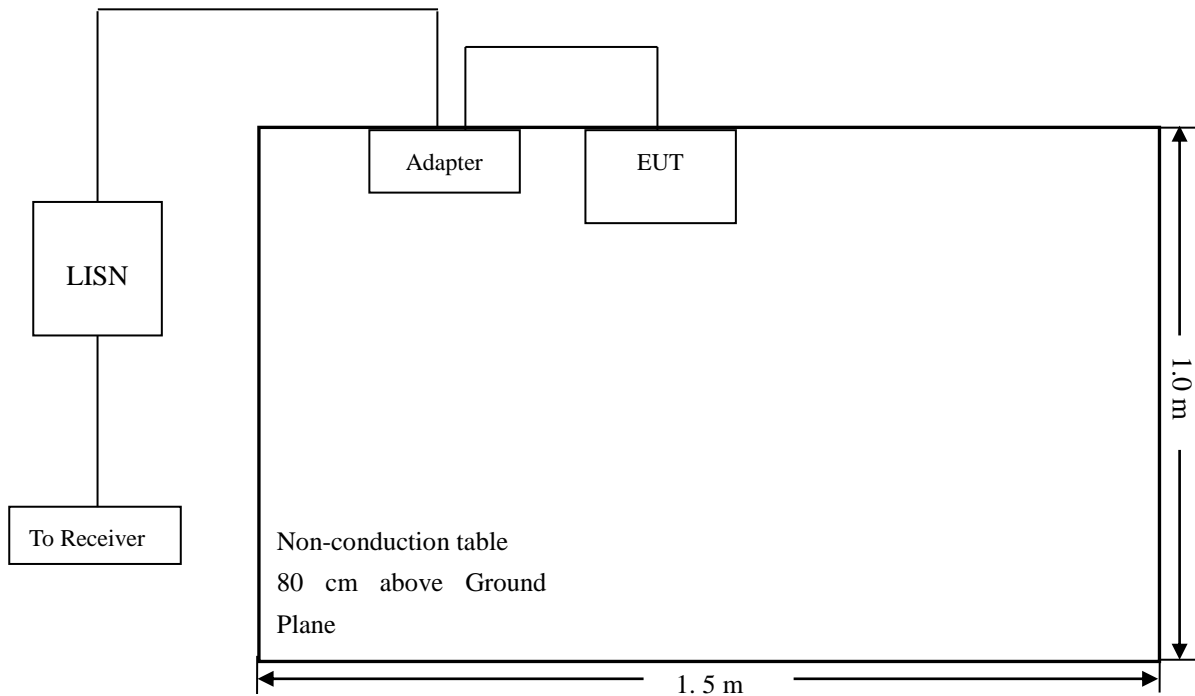 Adapter
EUT
LISN
1.0 m
To Receiver
Non-conduction table
80 cm above Ground
Plane
1. 5 m